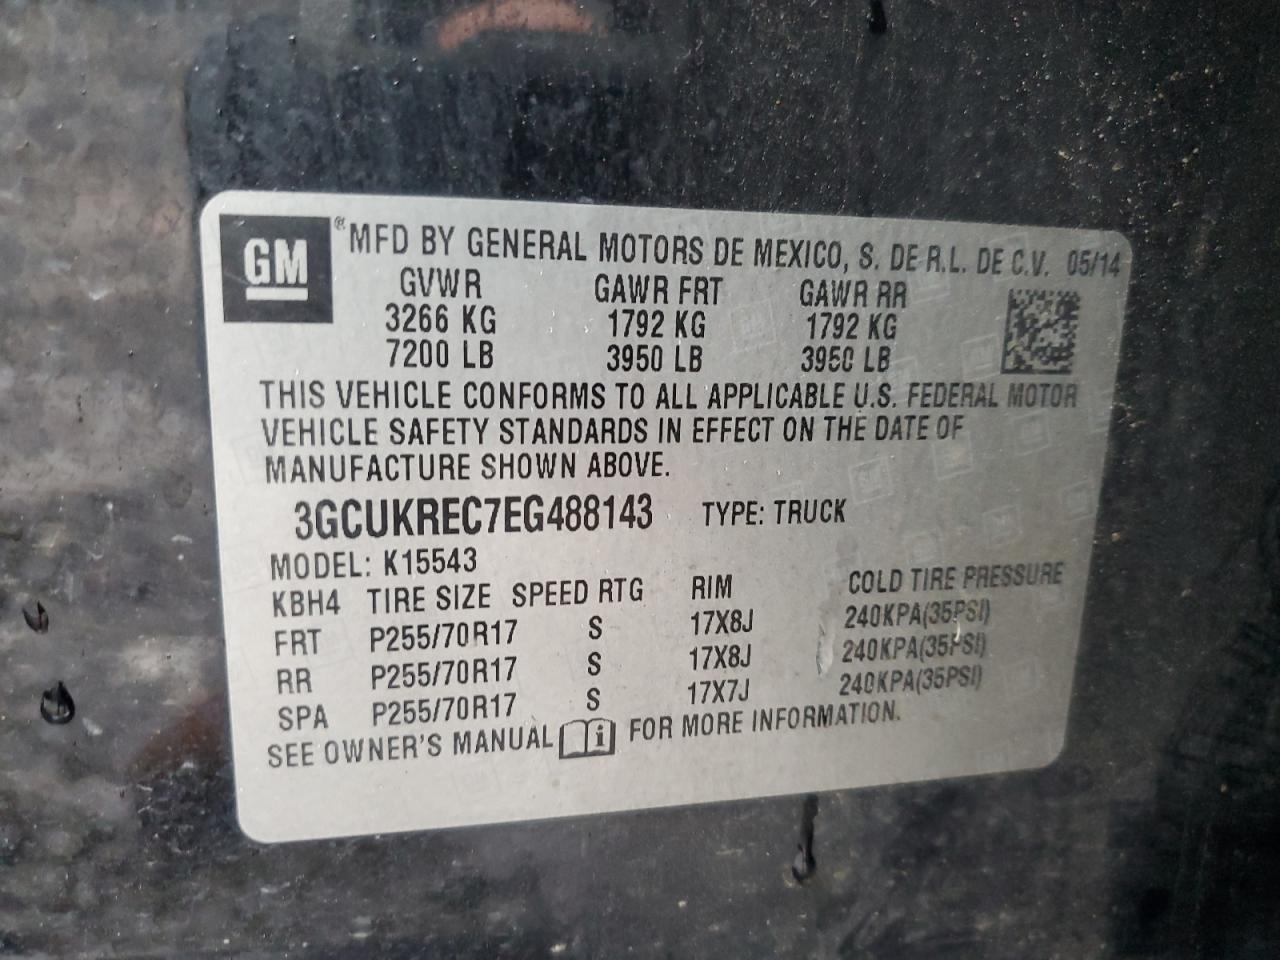 GM ® MFD BY GENERAL MOTORS DE MEXICO, S. DE R.L. DE C.V. 05/14
GVWR GAWR FRT GAWR RR
3266 KG 1792 KG 1792 KG
7200 LB 3950 LB 3950 LB
THIS VEHICLE CONFORMS TO ALL APPLICABLE U.S. FEDERAL MOTOR
VEHICLE SAFETY STANDARDS IN EFFECT ON THE DATE OF
MANUFACTURE SHOWN ABOVE.
3GCUKREC7EG488143 TYPE: TRUCK
MODEL: K15543
KBH4 TIRE SIZE SPEED RTG RIM COLD TIRE PRESSURE
FRT P255/70R17 S 17X8J 240KPA(35PSI)
RR P255/70R17 S 17X8J 240KPA(35PSI)
SPA P255/70R17 S 17X7J 240KPA(35PSI)
SEE OWNER'S MANUAL i FOR MORE INFORMATION.